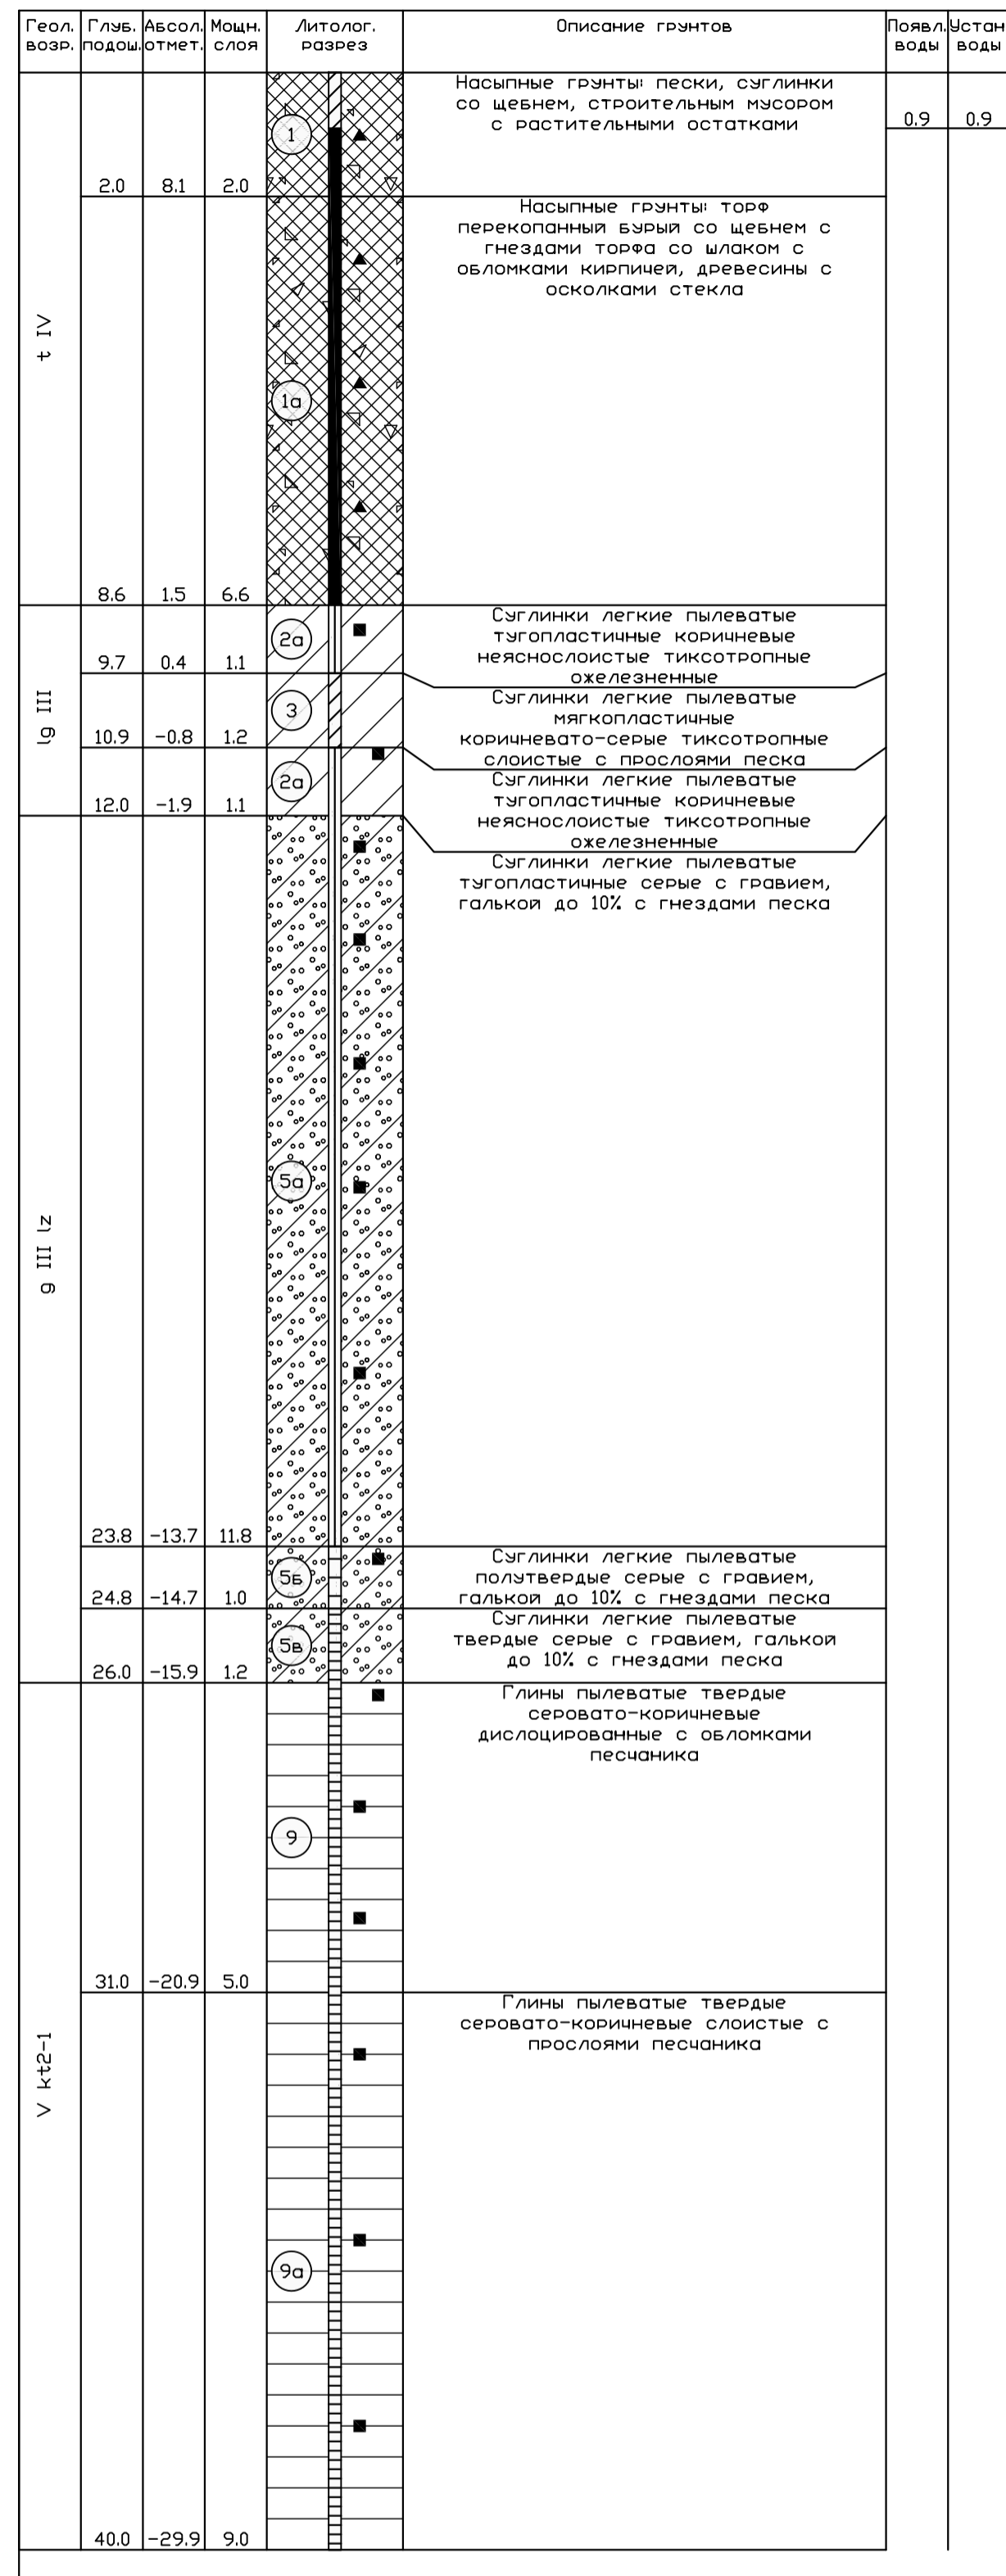 Геол. возр.
Глуб. подош.
Абсол. отмет.
Мощн. слоя
Литолог. разрез
Описание грунтов
Появл. воды
Устан воды
t IV
1
2.0 8.1 2.0
Насыпные грунты: пески, суглинки
со щебнем, строительным мусором
с растительными остатками
0.9 0.9
1а
8.6 1.5 6.6
Насыпные грунты: торф
перекопанный бурый со щебнем с
гнездами торфа со шлаком с
обломками кирпичей, древесины с
осколками стекла
lg III
2а
9.7 0.4 1.1
Суглинки легкие пылеватые
тугопластичные коричневые
неяснослоистые тиксотропные
ожелезненные
3
10.9 -0.8 1.2
Суглинки легкие пылеватые
мягкопластичные
коричневато-серые тиксотропные
слоистые с прослоями песка
2а
12.0 -1.9 1.1
Суглинки легкие пылеватые
тугопластичные коричневые
неяснослоистые тиксотропные
ожелезненные
g III lz
5а
23.8 -13.7 11.8
Суглинки легкие пылеватые
тугопластичные серые с гравием,
галькой до 10% с гнездами песка
5б
24.8 -14.7 1.0
Суглинки легкие пылеватые
полутвердые серые с гравием,
галькой до 10% с гнездами песка
5в
26.0 -15.9 1.2
Суглинки легкие пылеватые
твердые серые с гравием, галькой
до 10% с гнездами песка
V kt2-1
9
31.0 -20.9 5.0
Глины пылеватые твердые
серовато-коричневые
дислоцированные с обломками
песчаника
9а
40.0 -29.9 9.0
Глины пылеватые твердые
серовато-коричневые слоистые с
прослоями песчаника